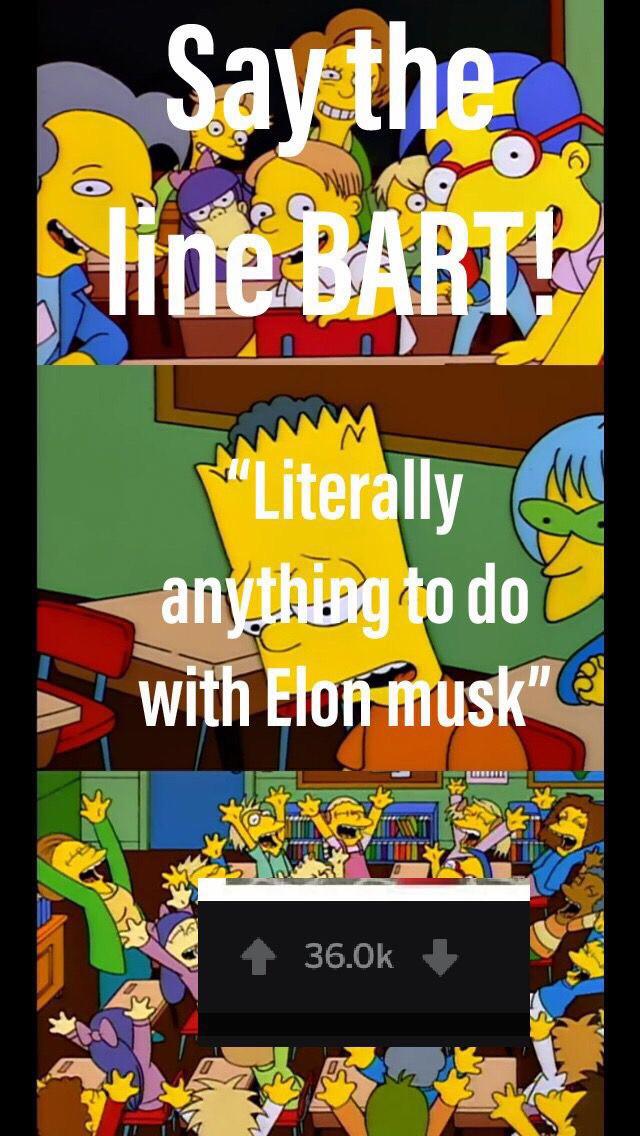 Say the
line BART!
“Literally
anything to do
with Elon musk”
36.0k